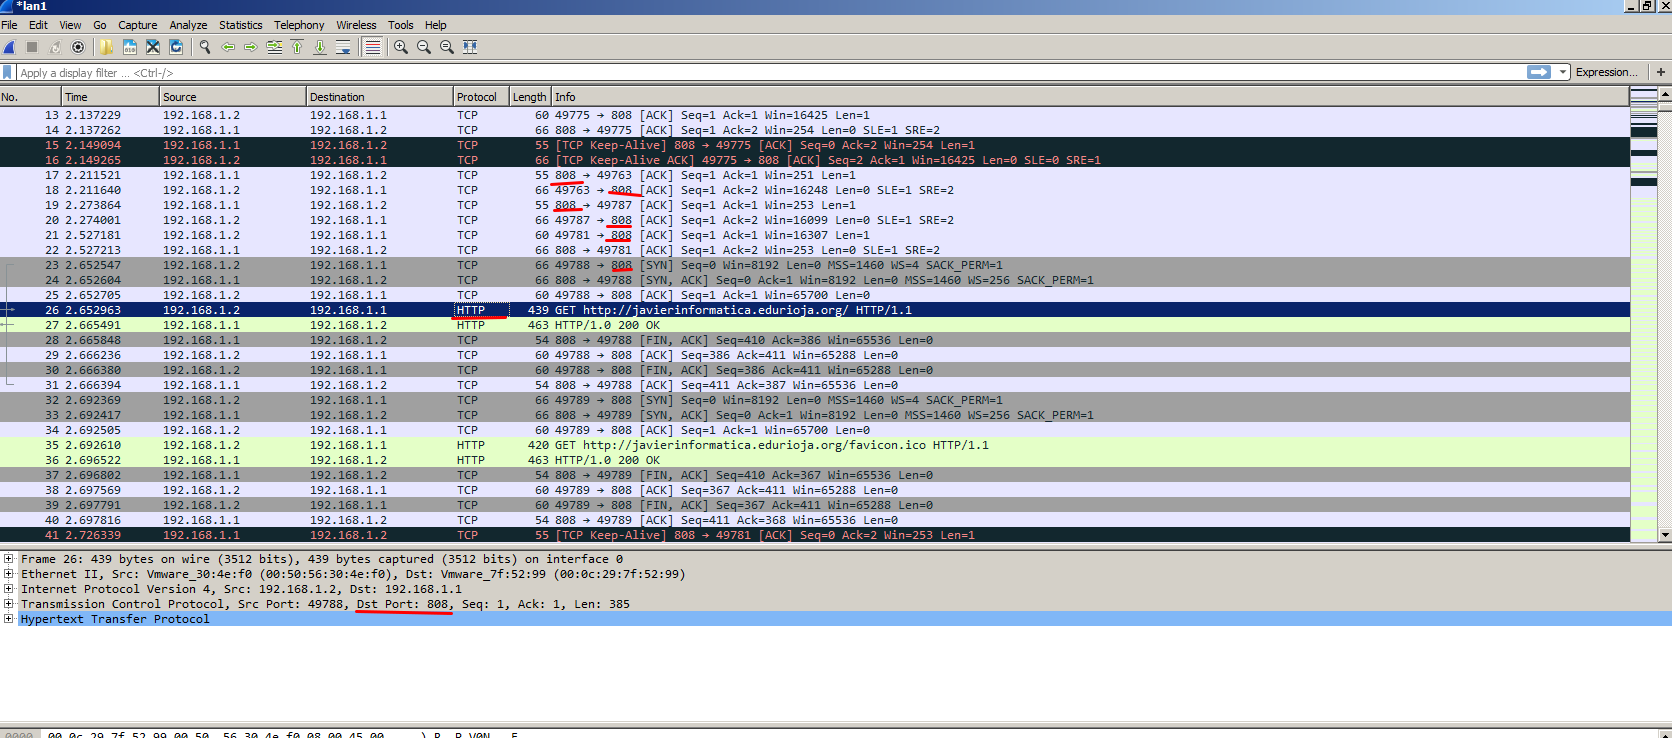 *lan1
File Edit View Go Capture Analyze Statistics Telephony Wireless Tools Help
Apply a display filter ... <Ctrl-/> Expression... +
No. Time Source Destination Protocol Length Info
13 2.137229 192.168.1.2 192.168.1.1 TCP 60 49775 → 808 [ACK] Seq=1 Ack=1 Win=16425 Len=1
14 2.137262 192.168.1.1 192.168.1.2 TCP 66 808 → 49775 [ACK] Seq=1 Ack=2 Win=254 Len=0 SLE=1 SRE=2
15 2.149094 192.168.1.1 192.168.1.2 TCP 55 [TCP Keep-Alive] 808 → 49775 [ACK] Seq=0 Ack=2 Win=254 Len=1
16 2.149265 192.168.1.2 192.168.1.1 TCP 66 [TCP Keep-Alive ACK] 49775 → 808 [ACK] Seq=2 Ack=1 Win=16425 Len=0 SLE=0 SRE=1
17 2.211521 192.168.1.1 192.168.1.2 TCP 55 808 → 49763 [ACK] Seq=1 Ack=1 Win=251 Len=1
18 2.211640 192.168.1.2 192.168.1.1 TCP 66 49763 → 808 [ACK] Seq=1 Ack=2 Win=16248 Len=0 SLE=1 SRE=2
19 2.273864 192.168.1.1 192.168.1.2 TCP 55 808 → 49787 [ACK] Seq=1 Ack=1 Win=253 Len=1
20 2.274001 192.168.1.2 192.168.1.1 TCP 66 49787 → 808 [ACK] Seq=1 Ack=2 Win=16099 Len=0 SLE=1 SRE=2
21 2.527181 192.168.1.2 192.168.1.1 TCP 60 49781 → 808 [ACK] Seq=1 Ack=1 Win=16307 Len=1
22 2.527213 192.168.1.1 192.168.1.2 TCP 66 808 → 49781 [ACK] Seq=1 Ack=2 Win=253 Len=0 SLE=1 SRE=2
23 2.652547 192.168.1.2 192.168.1.1 TCP 66 49788 → 808 [SYN] Seq=0 Win=8192 Len=0 MSS=1460 WS=4 SACK_PERM=1
24 2.652604 192.168.1.1 192.168.1.2 TCP 66 808 → 49788 [SYN, ACK] Seq=0 Ack=1 Win=8192 Len=0 MSS=1460 WS=256 SACK_PERM=1
25 2.652705 192.168.1.2 192.168.1.1 TCP 60 49788 → 808 [ACK] Seq=1 Ack=1 Win=65700 Len=0
26 2.652963 192.168.1.2 192.168.1.1 HTTP 439 GET http://javierinformatica.edurioja.org/ HTTP/1.1
27 2.665491 192.168.1.1 192.168.1.2 HTTP 463 HTTP/1.0 200 OK
28 2.665848 192.168.1.1 192.168.1.2 TCP 54 808 → 49788 [FIN, ACK] Seq=410 Ack=386 Win=65536 Len=0
29 2.666236 192.168.1.2 192.168.1.1 TCP 60 49788 → 808 [ACK] Seq=386 Ack=411 Win=65288 Len=0
30 2.666380 192.168.1.2 192.168.1.1 TCP 60 49788 → 808 [FIN, ACK] Seq=386 Ack=411 Win=65288 Len=0
31 2.666394 192.168.1.1 192.168.1.2 TCP 54 808 → 49788 [ACK] Seq=411 Ack=387 Win=65536 Len=0
32 2.692369 192.168.1.2 192.168.1.1 TCP 66 49789 → 808 [SYN] Seq=0 Win=8192 Len=0 MSS=1460 WS=4 SACK_PERM=1
33 2.692417 192.168.1.1 192.168.1.2 TCP 66 808 → 49789 [SYN, ACK] Seq=0 Ack=1 Win=8192 Len=0 MSS=1460 WS=256 SACK_PERM=1
34 2.692505 192.168.1.2 192.168.1.1 TCP 60 49789 → 808 [ACK] Seq=1 Ack=1 Win=65700 Len=0
35 2.692610 192.168.1.2 192.168.1.1 HTTP 420 GET http://javierinformatica.edurioja.org/favicon.ico HTTP/1.1
36 2.696522 192.168.1.1 192.168.1.2 HTTP 463 HTTP/1.0 200 OK
37 2.696802 192.168.1.1 192.168.1.2 TCP 54 808 → 49789 [FIN, ACK] Seq=410 Ack=367 Win=65536 Len=0
38 2.697569 192.168.1.2 192.168.1.1 TCP 60 49789 → 808 [ACK] Seq=367 Ack=411 Win=65288 Len=0
39 2.697791 192.168.1.2 192.168.1.1 TCP 60 49789 → 808 [FIN, ACK] Seq=367 Ack=411 Win=65288 Len=0
40 2.697816 192.168.1.1 192.168.1.2 TCP 54 808 → 49789 [ACK] Seq=411 Ack=368 Win=65536 Len=0
41 2.726339 192.168.1.1 192.168.1.2 TCP 55 [TCP Keep-Alive] 808 → 49781 [ACK] Seq=0 Ack=2 Win=253 Len=1
Frame 26: 439 bytes on wire (3512 bits), 439 bytes captured (3512 bits) on interface 0
Ethernet II, Src: Vmware_30:4e:f0 (00:50:56:30:4e:f0), Dst: Vmware_7f:52:99 (00:0c:29:7f:52:99)
Internet Protocol Version 4, Src: 192.168.1.2, Dst: 192.168.1.1
Transmission Control Protocol, Src Port: 49788, Dst Port: 808, Seq: 1, Ack: 1, Len: 385
Hypertext Transfer Protocol
0000 00 0c 29 7f 52 99 00 50 56 30 4e f0 08 00 45 00